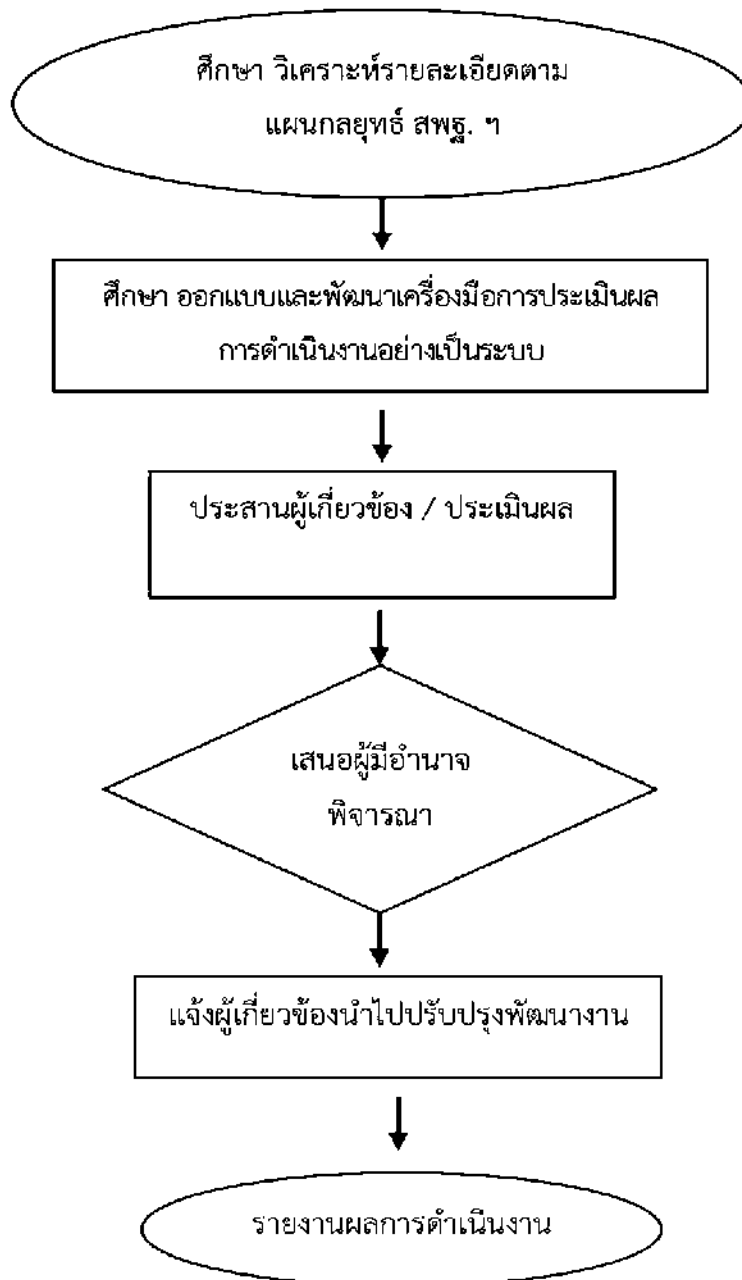 ศึกษา วิเคราะห์รายละเอียดตาม
แผนกลยุทธ์ สพฐ. ฯ
ศึกษา ออกแบบและพัฒนาเครื่องมือการประเมินผล
การดำเนินงานอย่างเป็นระบบ
ประสานผู้เกี่ยวข้อง / ประเมินผล
เสนอผู้มีอำนาจ
พิจารณา
แจ้งผู้เกี่ยวข้องนำไปปรับปรุงพัฒนางาน
รายงานผลการดำเนินงาน